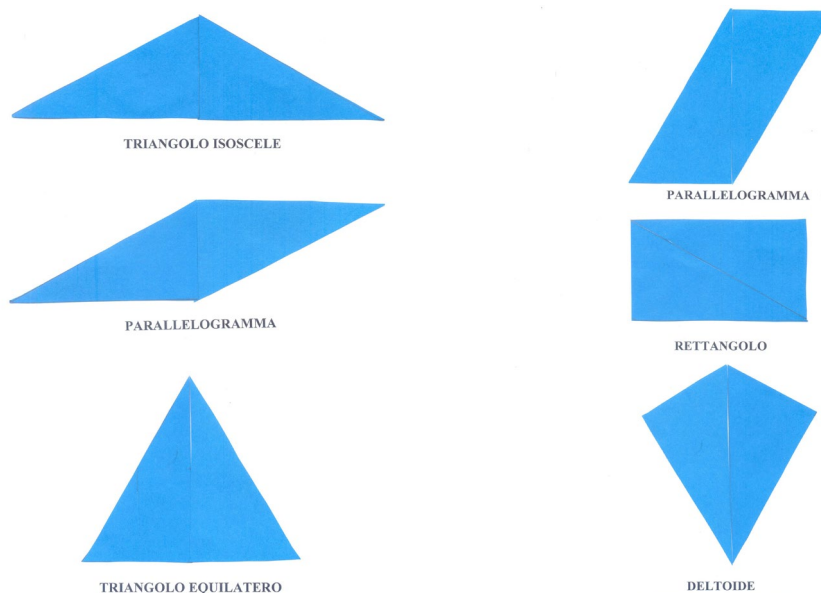 TRIANGOLO ISOSCELE
PARALLELOGRAMMA
PARALLELOGRAMMA
RETTANGOLO
TRIANGOLO EQUILATERO
DELTOIDE